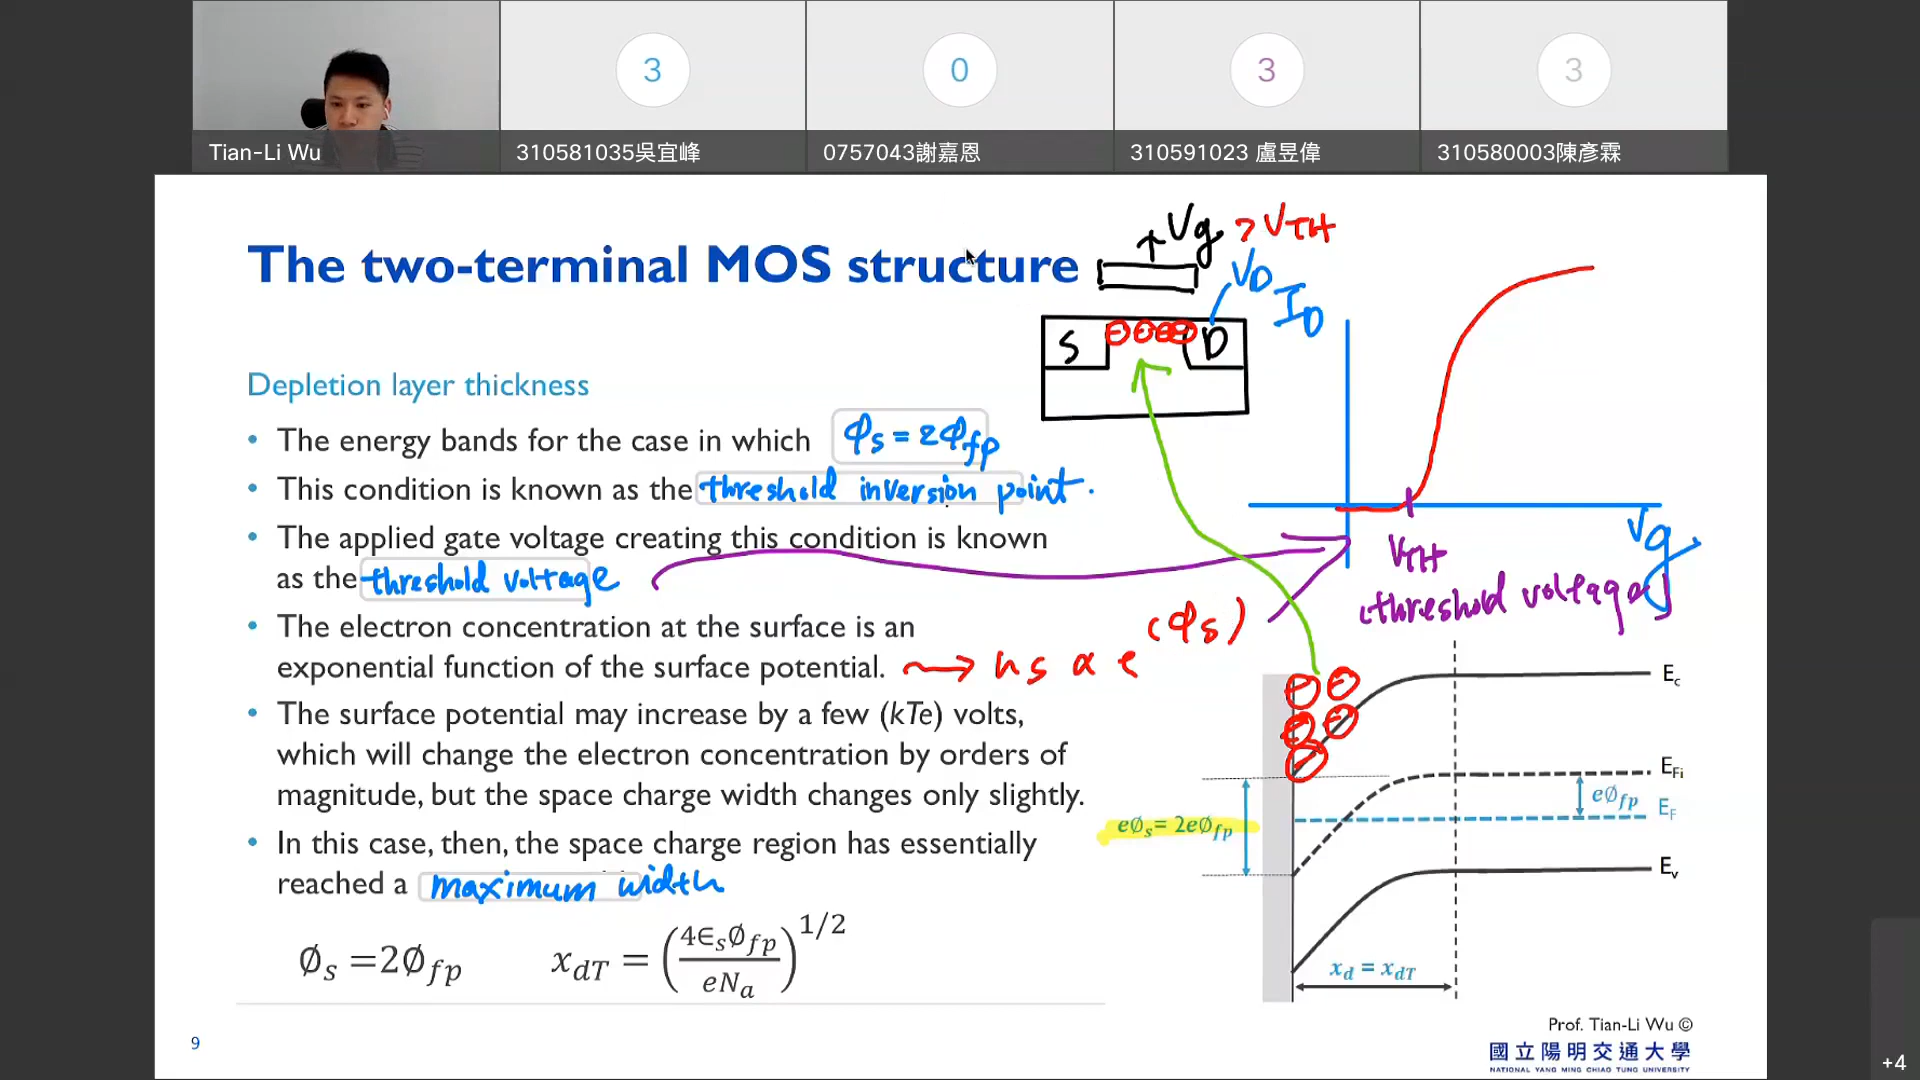 3
0
3
3
Tian-Li Wu
310581035吳宜峰
0757043謝嘉恩
310591023 盧昱偉
310580003陳彥霖
The two-terminal MOS structure
+Vg > VTH
VD
ID
S
D
Depletion layer thickness
• The energy bands for the case in which ϕs = 2ϕfp
• This condition is known as the threshold inversion point.
• The applied gate voltage creating this condition is known
as the threshold voltage
Vg
VTH
(threshold voltage)
• The electron concentration at the surface is an
exponential function of the surface potential. → ns ∝ e^(ϕs)
• The surface potential may increase by a few (kTe) volts,
which will change the electron concentration by orders of
magnitude, but the space charge width changes only slightly.
• In this case, then, the space charge region has essentially
reached a maximum width
∅s =2∅fp
xdT = (4∈s∅fp / eNa)^1/2
Ec
EFi
e∅fp
EF
e∅s= 2e∅fp
Ev
xd = xdT
9
Prof. Tian-Li Wu ©
國立陽明交通大學
NATIONAL YANG MING CHIAO TUNG UNIVERSITY
+4